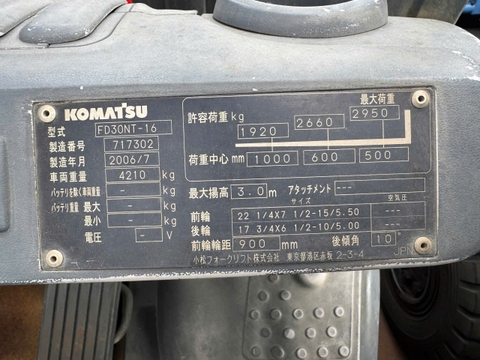 KOMATSU
型式 FD30NT-16
製造番号 717302
製造年月 2006/7
車両重量 4210 kg
バッテリを除く車両重量 - kg
バッテリ重量 最大 - kg
最小 - kg
電圧 - V
最大荷重
許容荷重 kg 1920 2660 2950
荷重中心 mm 1000 600 500
最大揚高 3.0 m アタッチメント ---
サイズ 空気圧
前輪 22 1/4X7 1/2-15/5.50 ---
後輪 17 3/4X6 1/2-10/5.00 ---
前輪輪距 900 mm 後傾角 10°
小松フォークリフト株式会社 東京都港区赤坂 2-3-4 JPN